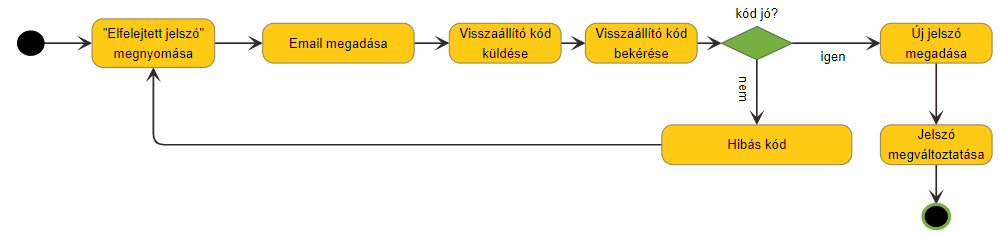 "Elfelejtett jelszó"
megnyomása
Email megadása
Visszaállító kód
küldése
Visszaállító kód
bekérése
kód jó?
igen
nem
Új jelszó
megadása
Hibás kód
Jelszó
megváltoztatása